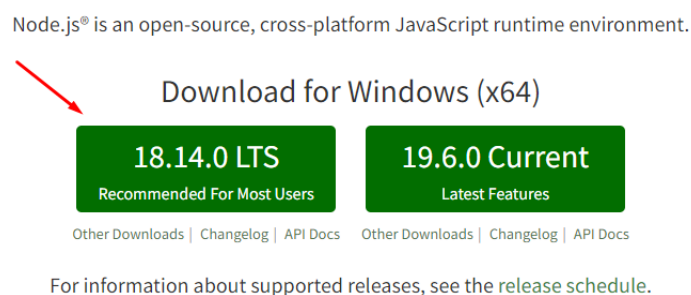 Node.js® is an open-source, cross-platform JavaScript runtime environment.
Download for Windows (x64)
18.14.0 LTS
Recommended For Most Users
19.6.0 Current
Latest Features
Other Downloads | Changelog | API Docs
Other Downloads | Changelog | API Docs
For information about supported releases, see the release schedule.